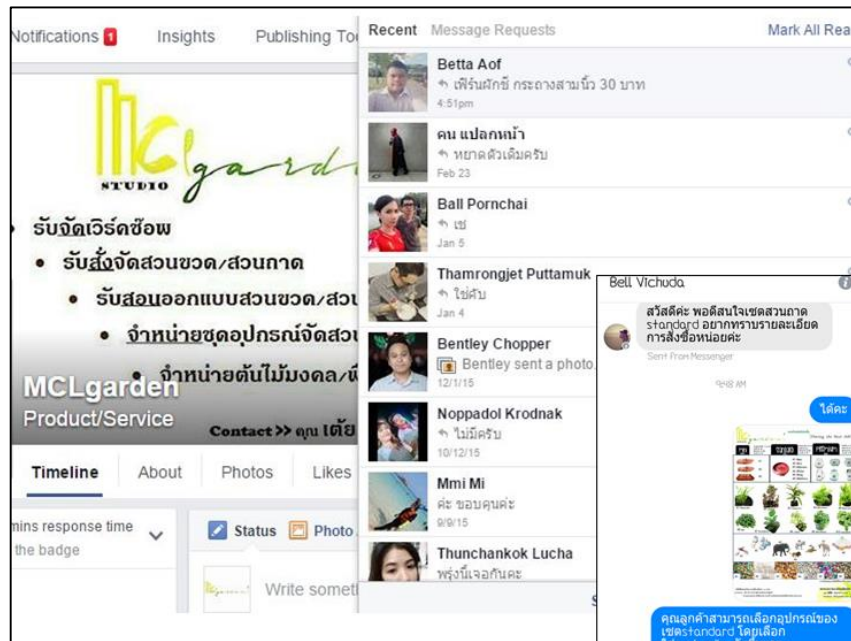 Notifications 1 Insights Publishing
MCLgarden
STUDIO
• รับจัดเวิร์คช๊อพ
• รับสั่งจัดสวนขวด/สวนถาด
• รับสอนออกแบบสวนขวด/
• จำหน่ายชุดอุปกรณ์
• จำหน่ายต้นไม้มงคล/
MCLgarden
Product/Service
Contact >> คุณ
Timeline About Photos Likes
mins response time
the badge
Status Photo
Write
Recent Message Requests Mark All
Betta Aof
เฟิร์นผักชี กระถางสามนิ้ว 30 บาท
4:51pm
คน แปลกหน้า
หยาดตัวเดิมครับ
Feb 23
Ball Pornchai
เช
Jan 5
Thamrongjet Puttamuk
ใช่คับ
Jan 4
Bentley Chopper
Bentley sent a photo.
12/1/15
Noppadol Krodnak
ไม่มีครับ
10/12/15
Mmi Mi
ค่ะ ขอบคุณค่ะ
9/9/15
Thunchankok Lucha
พรุ่งนี้เจอกันคะ
Bell Vichuda
สวัสดีค่ะ พอดีสนใจเซตสวนถาด
standard อยากทราบรายละเอียด
การสั่งซื้อหน่อยค่ะ
Sent from Messenger
9:48 AM
ได้คะ
คุณลูกค้าสามารถเลือกอุปกรณ์ของ
เซตstandard โดยเลือก